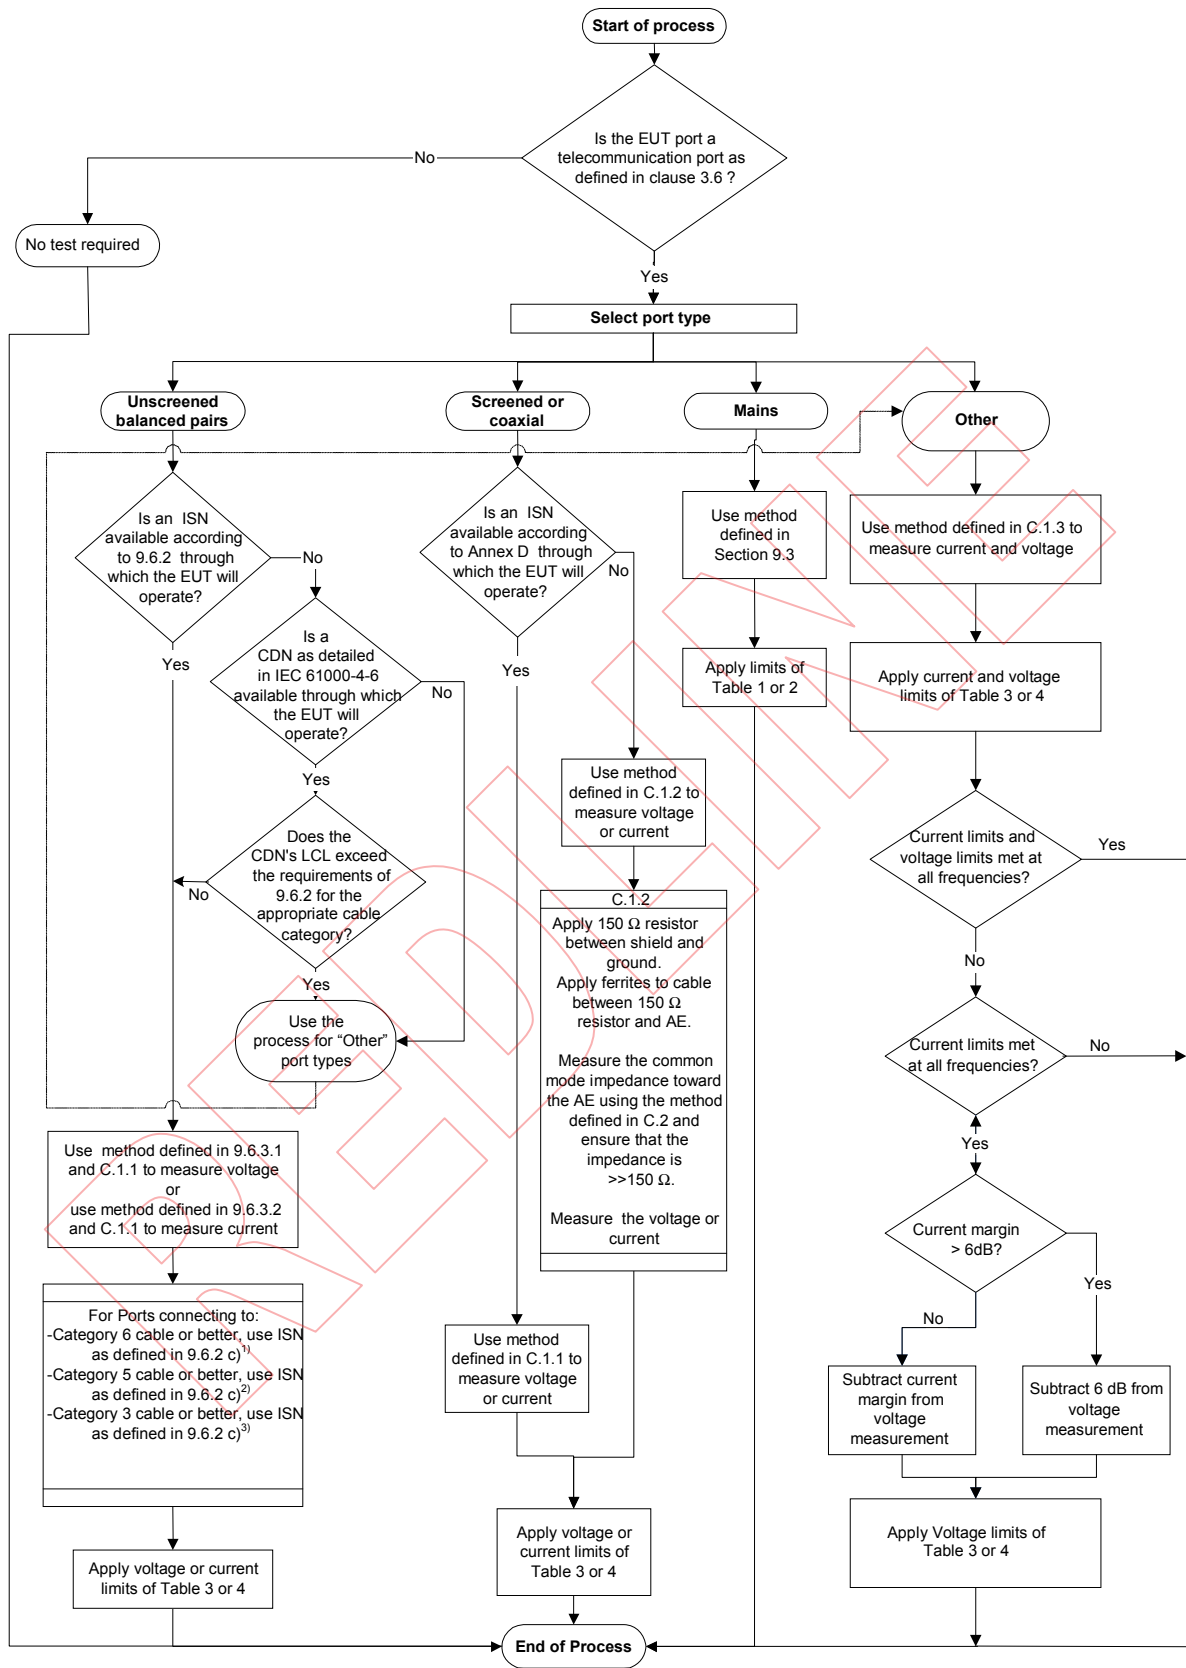 Start of process
Is the EUT port a
telecommunication port as
defined in clause 3.6 ?
No
No test required
Yes
Select port type
Unscreened
balanced pairs
Screened or
coaxial
Mains
Other
Is an ISN
available according
to 9.6.2 through
which the EUT will
operate?
No
Yes
Is a
CDN as detailed
in IEC 61000-4-6
available through which
the EUT will
operate?
No
Yes
Does the
CDN's LCL exceed
the requirements of
9.6.2 for the
appropriate cable
category?
No
Yes
Use the
process for “Other”
port types
Use method defined in 9.6.3.1
and C.1.1 to measure voltage
or
use method defined in 9.6.3.2
and C.1.1 to measure current
For Ports connecting to:
-Category 6 cable or better, use ISN
as defined in 9.6.2 c)1)
-Category 5 cable or better, use ISN
as defined in 9.6.2 c)2)
-Category 3 cable or better, use ISN
as defined in 9.6.2 c)3)
Apply voltage or current
limits of Table 3 or 4
Is an ISN
available according
to Annex D through
which the EUT will
operate?
No
Yes
Use method
defined in C.1.2 to
measure voltage
or current
C.1.2
Apply 150 Ω resistor
between shield and
ground.
Apply ferrites to cable
between 150 Ω
resistor and AE.
Measure the common
mode impedance toward
the AE using the method
defined in C.2 and
ensure that the
impedance is
>>150 Ω.
Measure the voltage or
current
Use method
defined in C.1.1 to
measure voltage
or current
Apply voltage or
current limits of
Table 3 or 4
Use method
defined in
Section 9.3
Apply limits of
Table 1 or 2
Use method defined in C.1.3 to
measure current and voltage
Apply current and voltage
limits of Table 3 or 4
Current limits and
voltage limits met at
all frequencies?
Yes
No
Current limits met
at all frequencies?
No
Yes
Current margin
> 6dB?
Yes
No
Subtract current
margin from
voltage
measurement
Subtract 6 dB from
voltage
measurement
Apply Voltage limits of
Table 3 or 4
End of Process
REDLINE